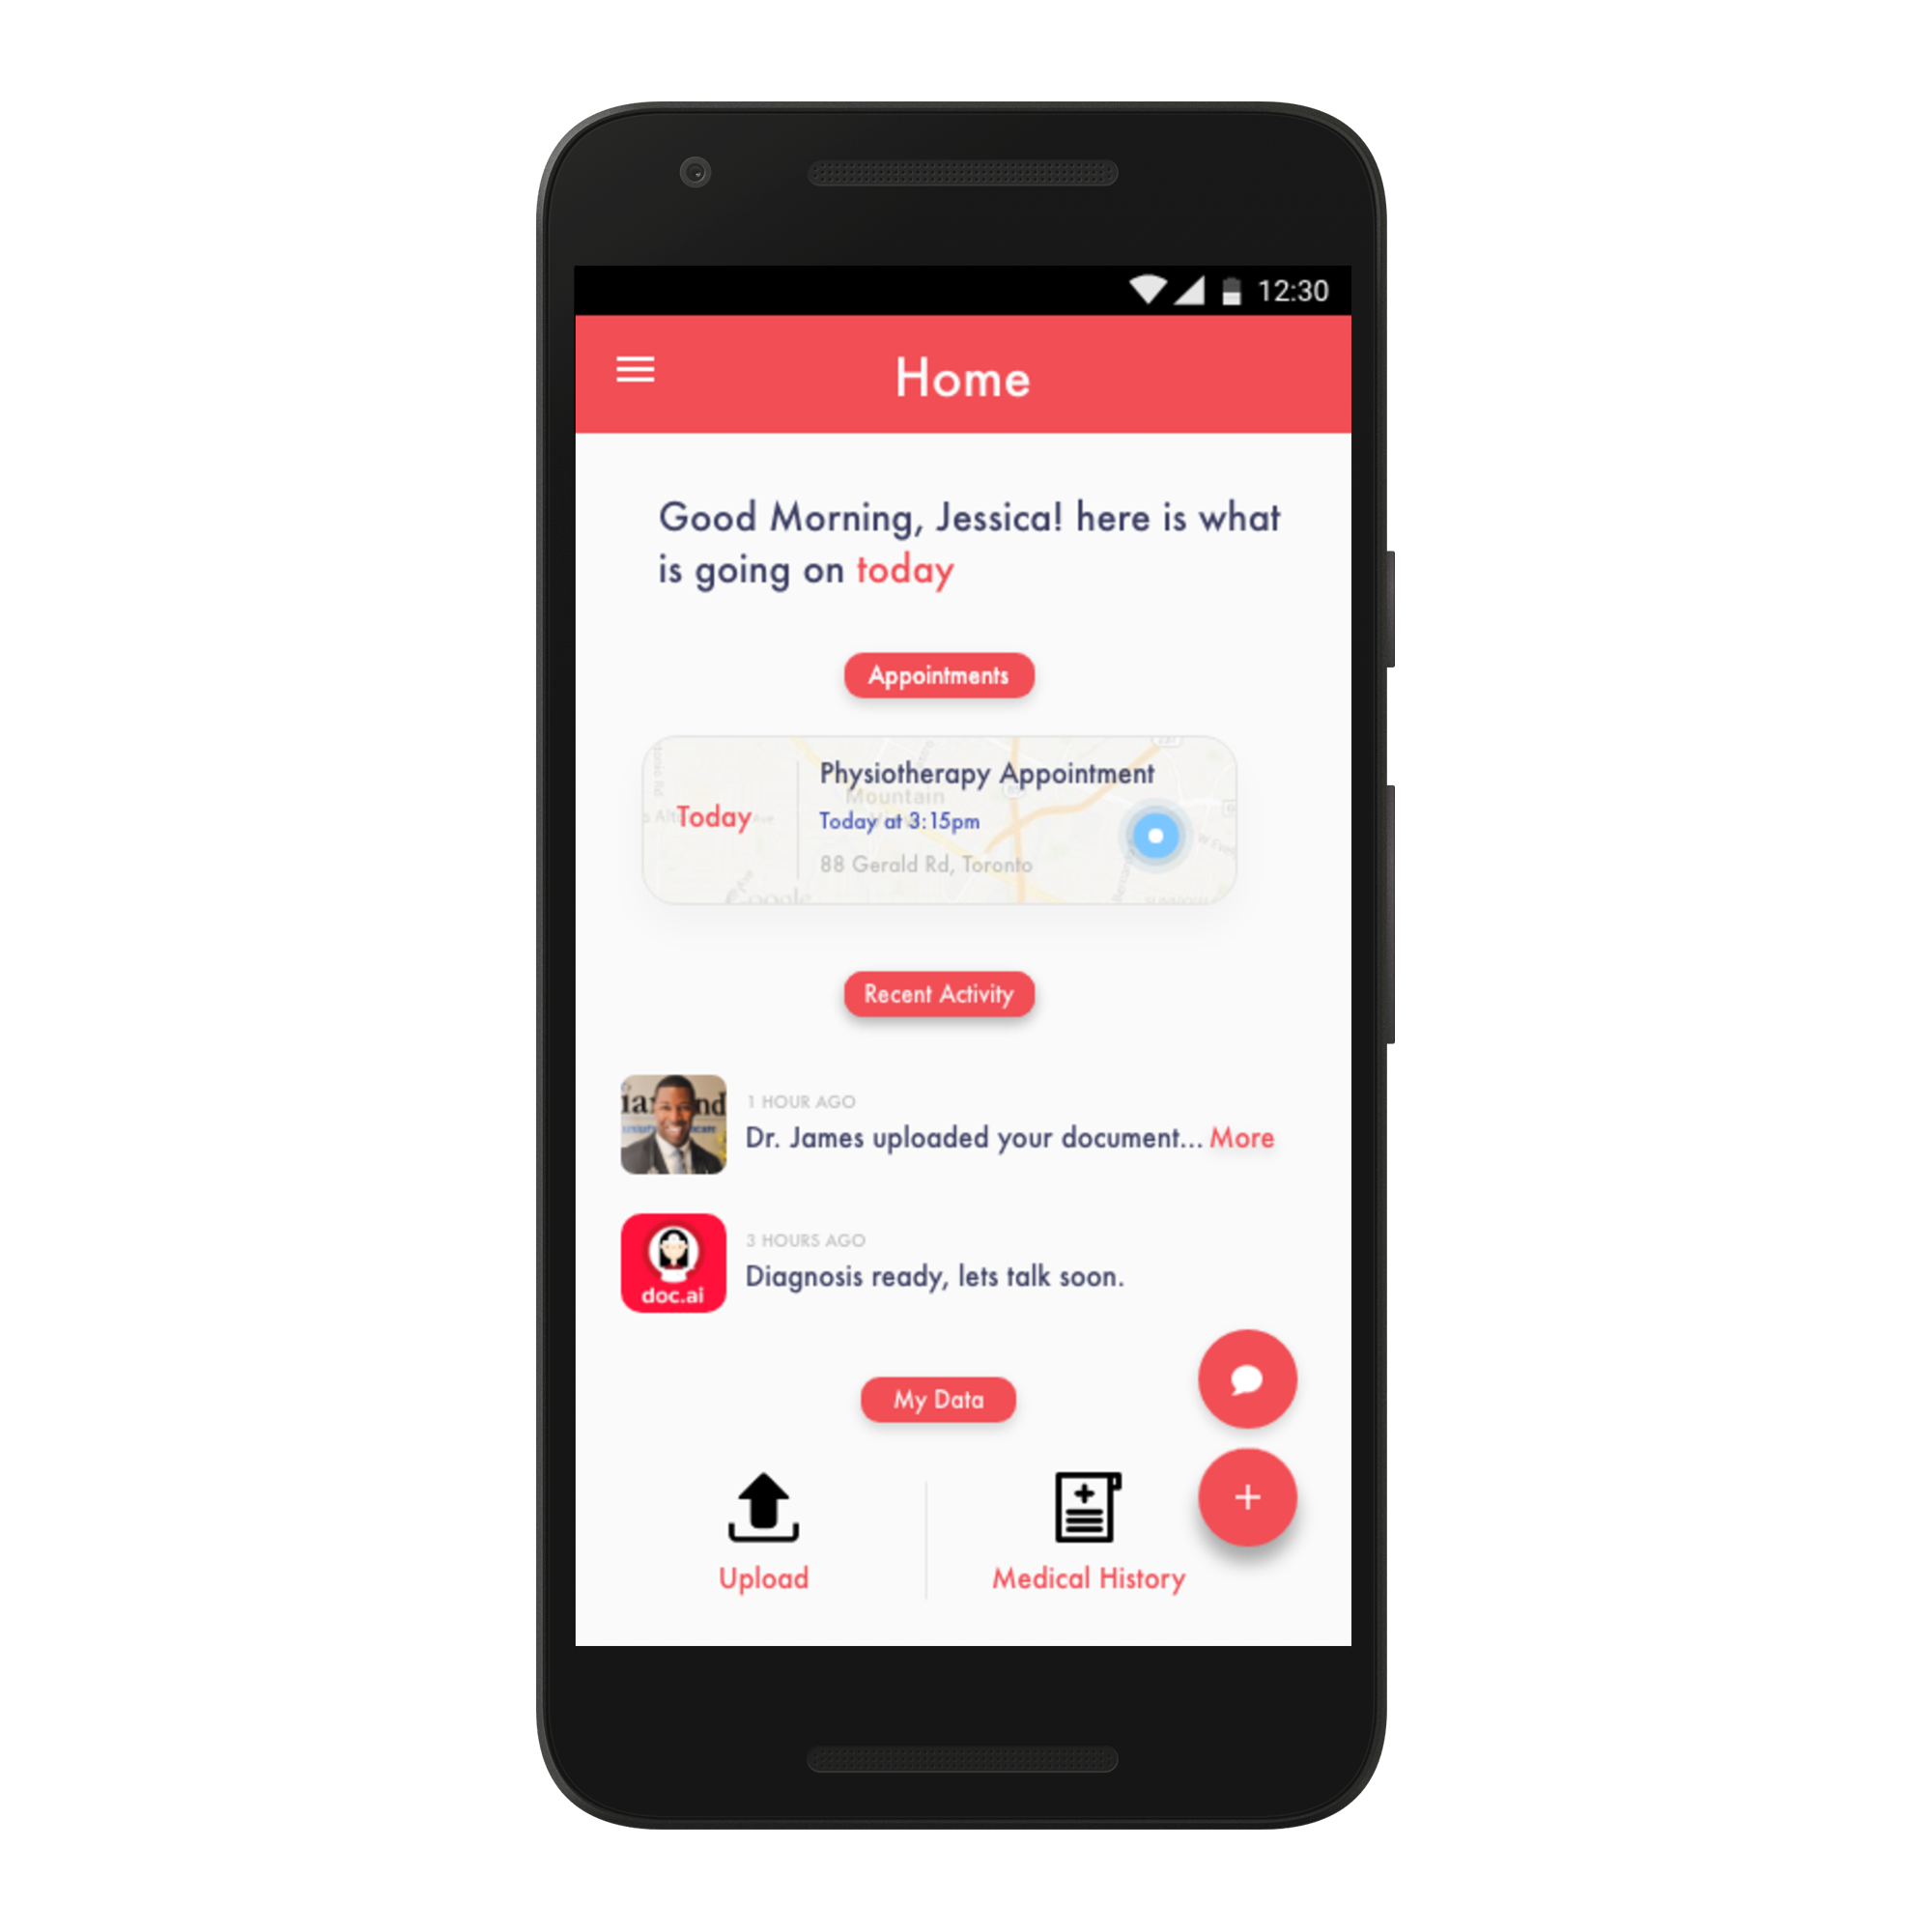 12:30
Home
Good Morning, Jessica! here is what
is going on today
Appointments
Physiotherapy Appointment
Mountain
Today
Today at 3:15pm
88 Gerald Rd, Toronto
Recent Activity
1 HOUR AGO
Dr. James uploaded your document... More
3 HOURS AGO
Diagnosis ready, lets talk soon.
doc.ai
My Data
Upload
Medical History